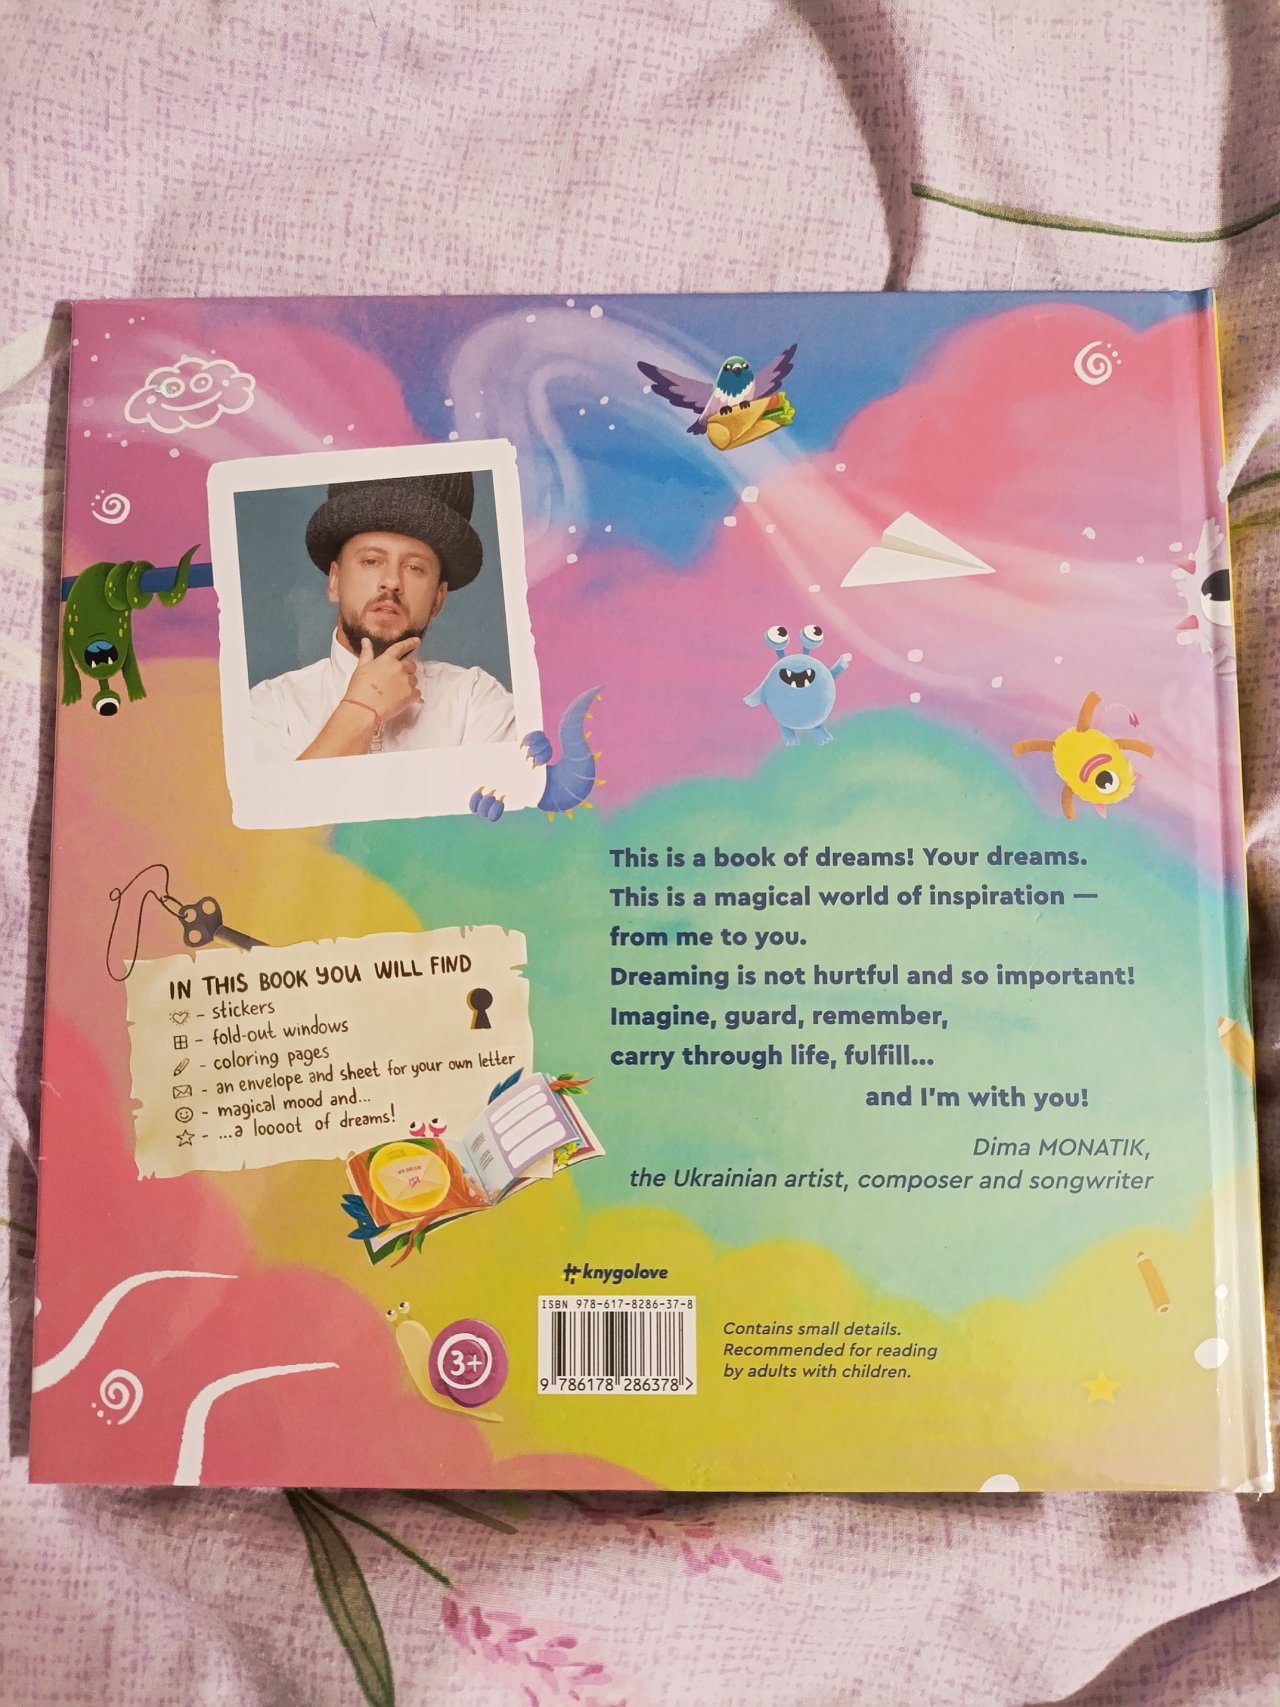 IN THIS BOOK YOU WILL FIND
- stickers
- fold-out windows
- coloring pages
- an envelope and sheet for your own letter
- magical mood and...
- ...a loooot of dreams!
This is a book of dreams! Your dreams.
This is a magical world of inspiration —
from me to you.
Dreaming is not hurtful and so important!
Imagine, guard, remember,
carry through life, fulfill...
and I'm with you!
Dima MONATIK,
the Ukrainian artist, composer and songwriter
#knygolove
ISBN 978-617-8286-37-8
9 786178 286378 >
3+
Contains small details.
Recommended for reading
by adults with children.
MY DREAM